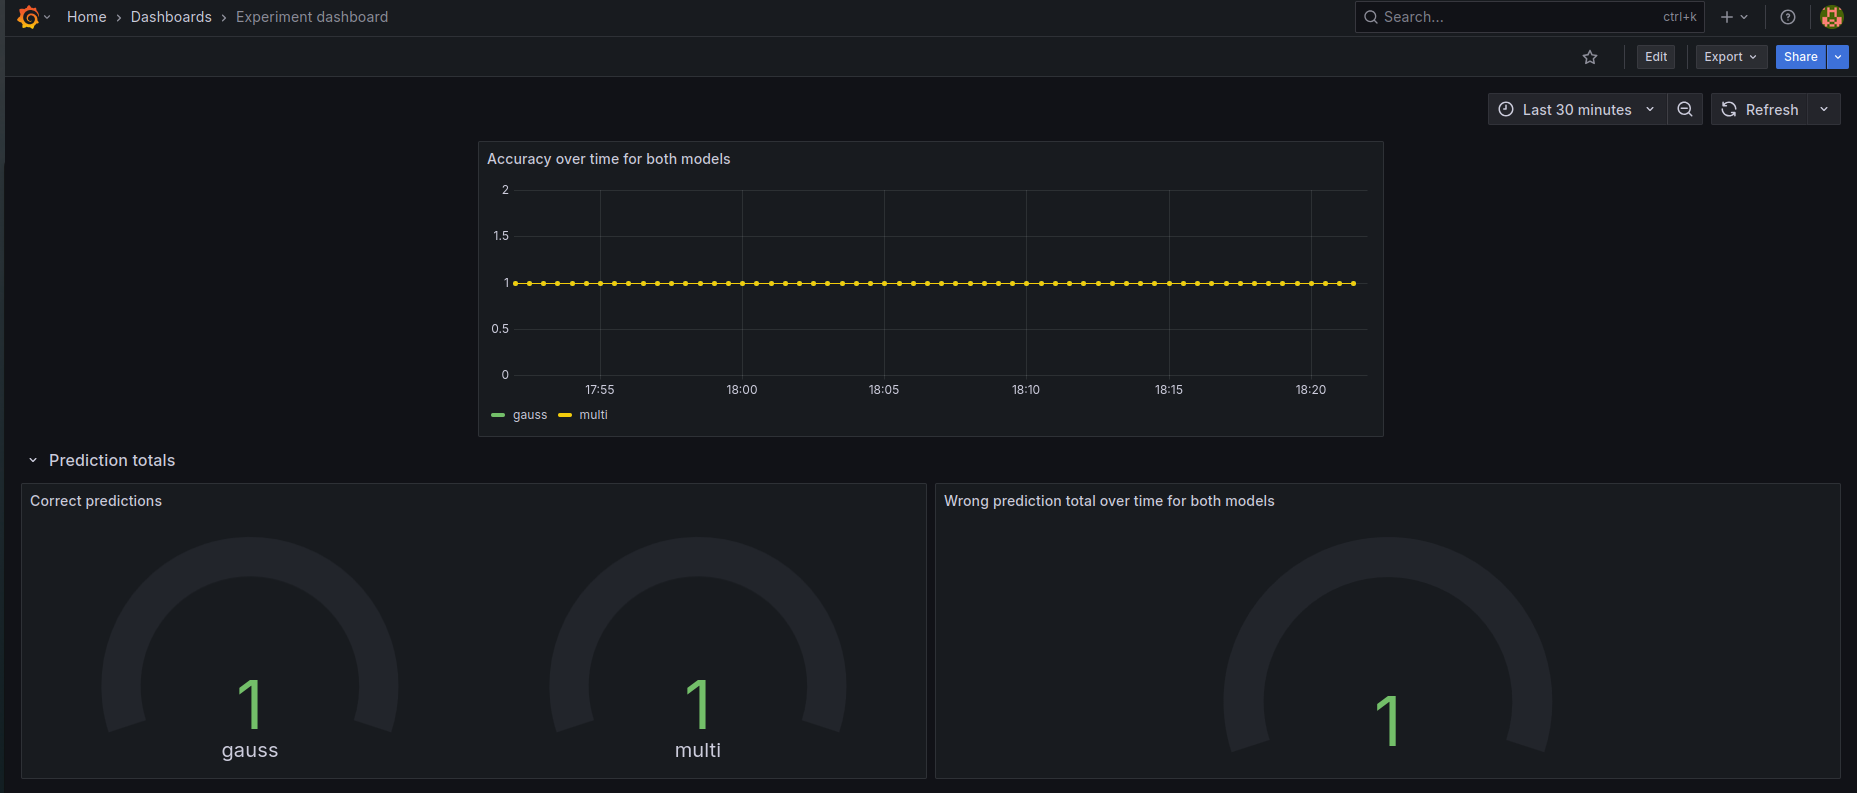 Home › Dashboards › Experiment dashboard
Search...
ctrl+k
Edit
Export
Share
Last 30 minutes
Refresh
Accuracy over time for both models
2
1.5
1
0.5
0
17:55 18:00 18:05 18:10 18:15 18:20
gauss multi
Prediction totals
Correct predictions
1
gauss
1
multi
Wrong prediction total over time for both models
1